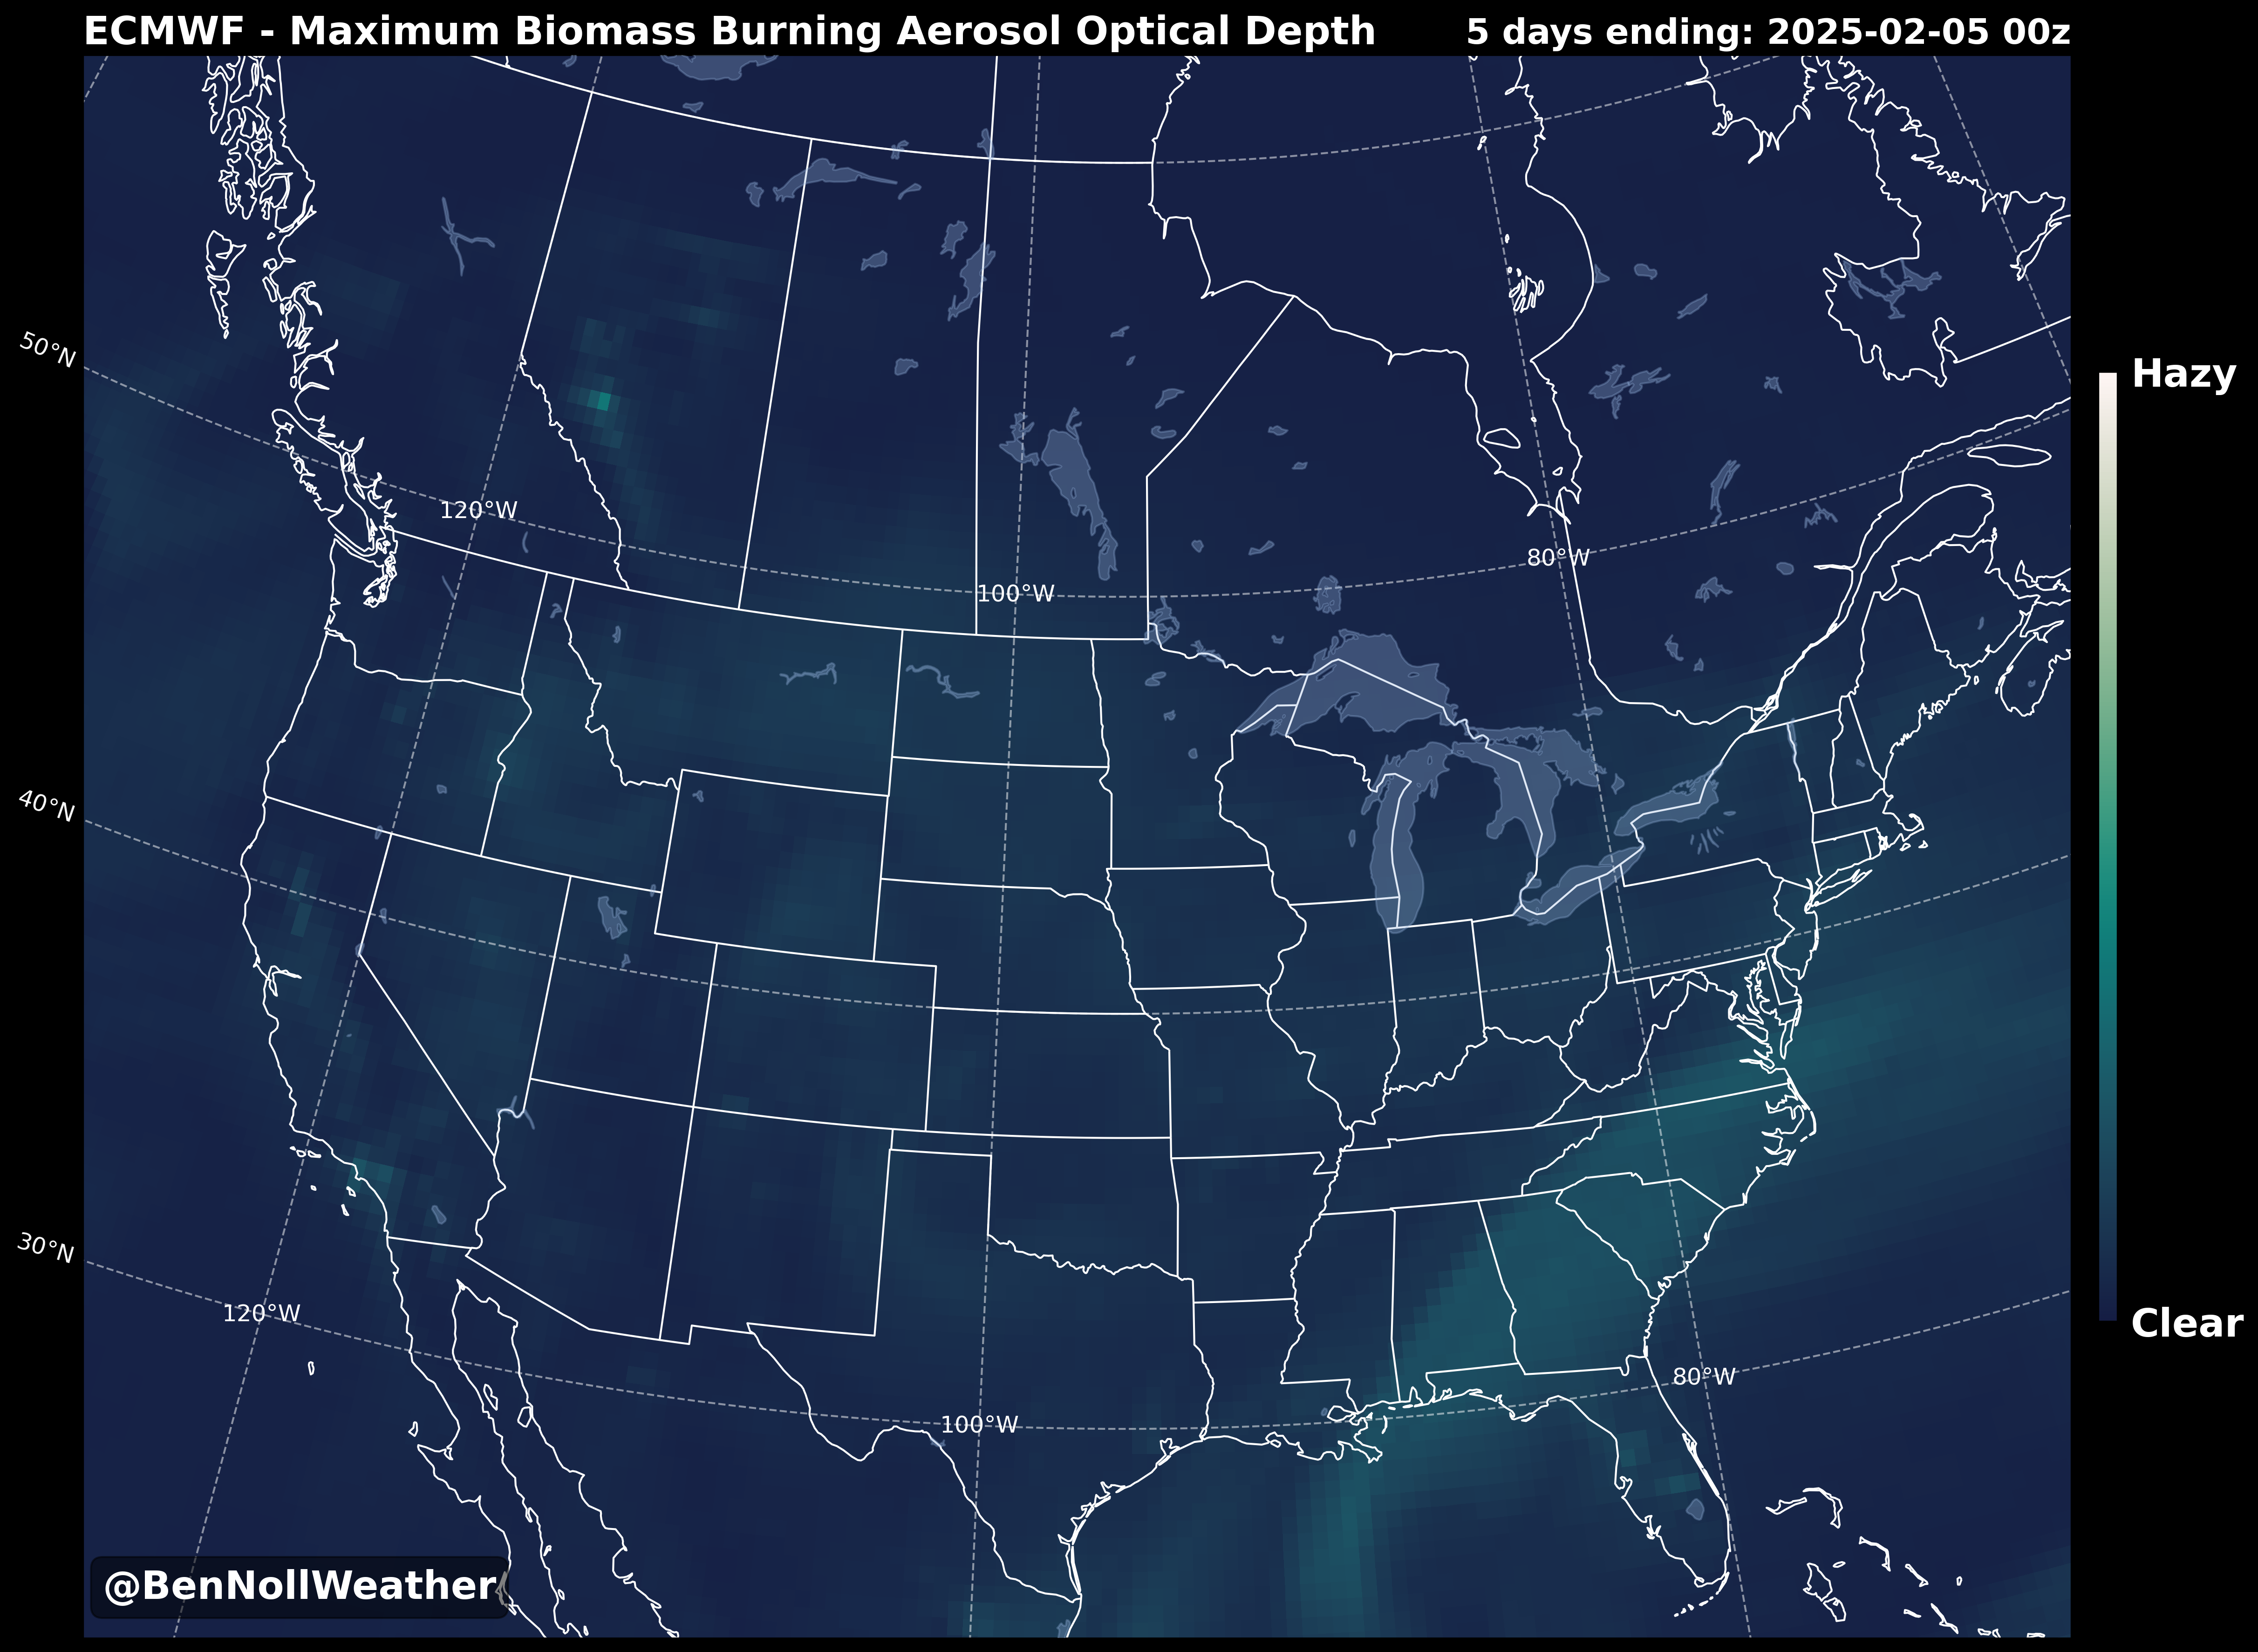 ECMWF - Maximum Biomass Burning Aerosol Optical Depth
5 days ending: 2025-02-05 00z
50°N
Hazy
120°W
80°W
100°W
40°N
30°N
120°W
Clear
80°W
100°W
@BenNollWeather